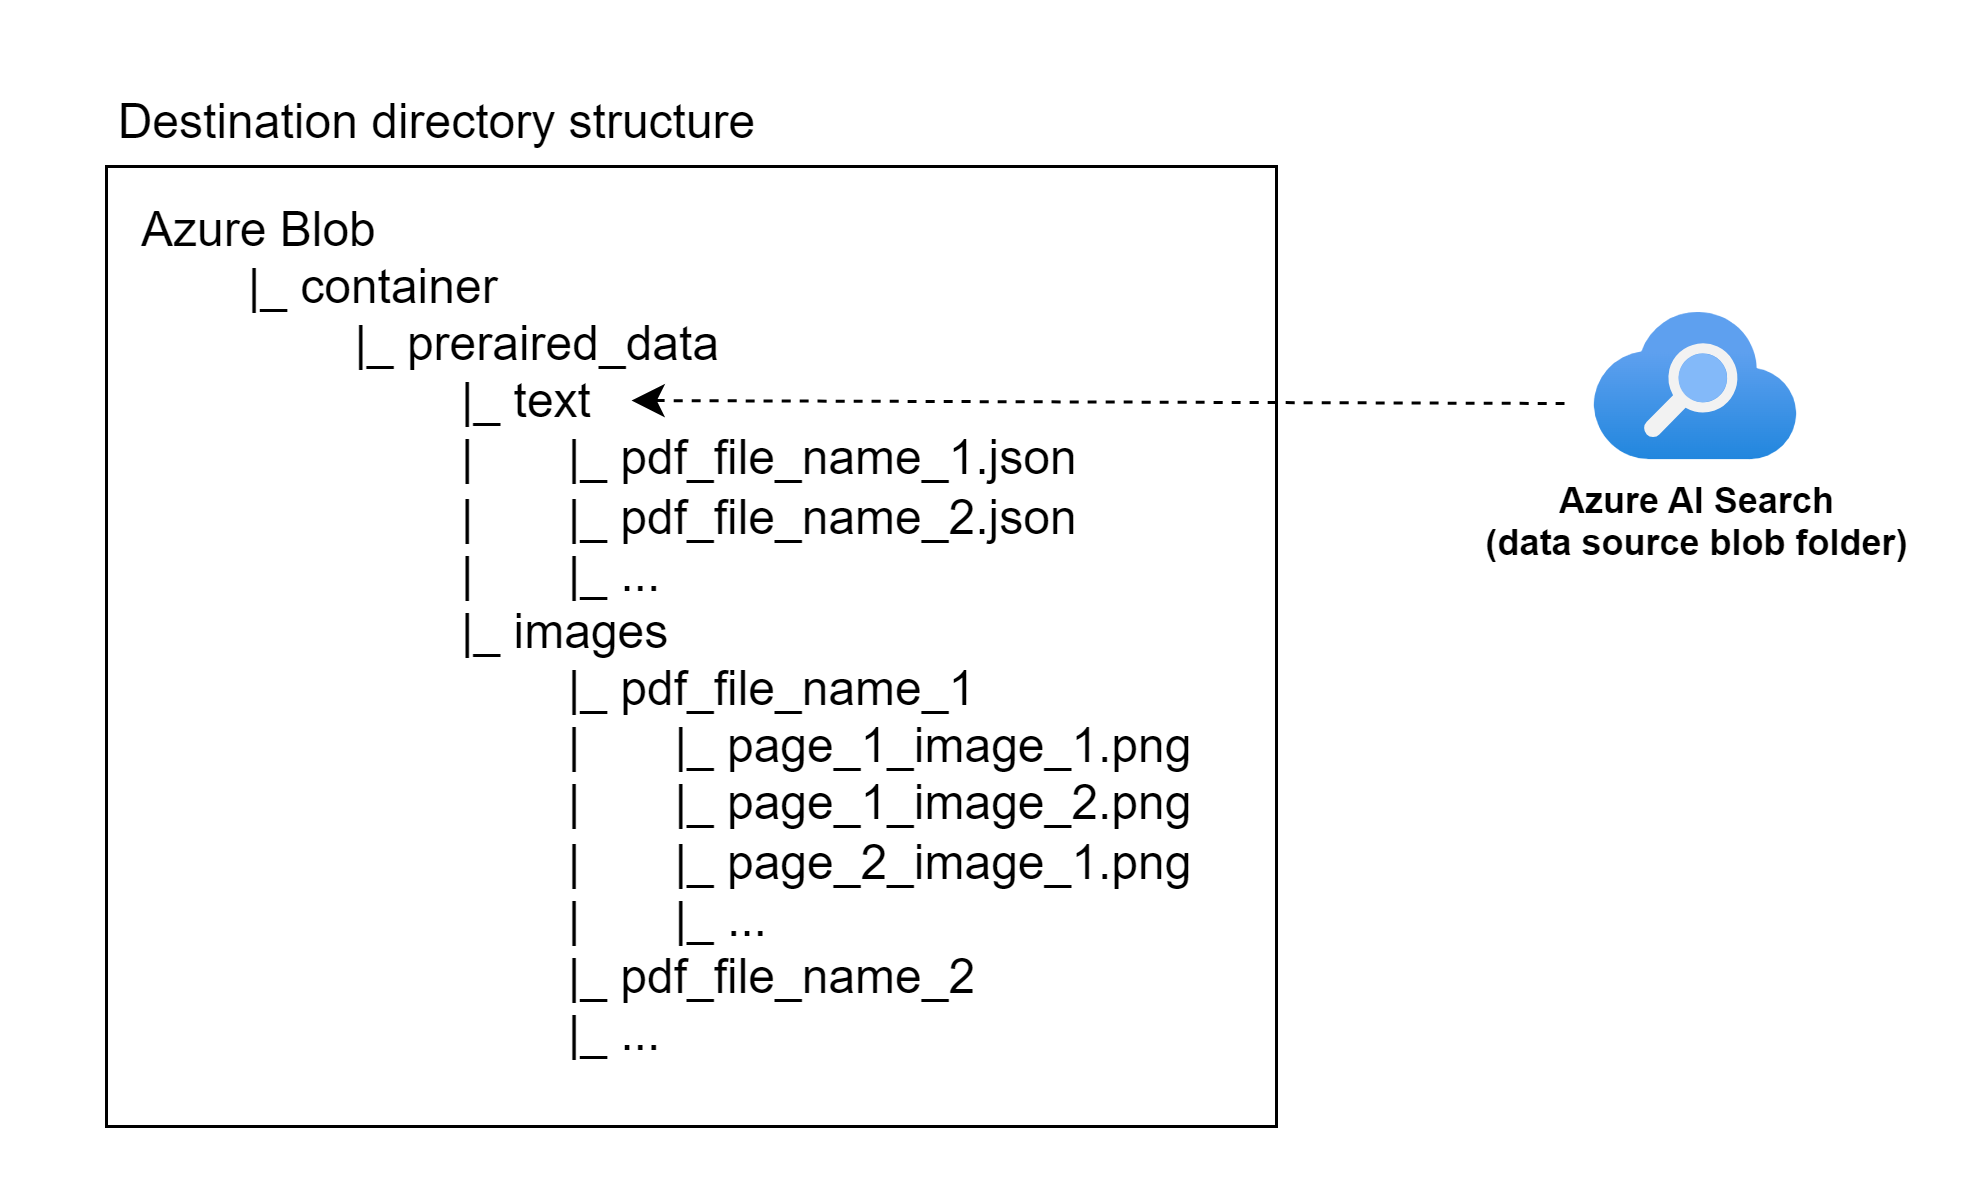 Destination directory structure
Azure Blob
|_ container
|_ preraired_data
|_ text
| |_ pdf_file_name_1.json
| |_ pdf_file_name_2.json
| |_ ...
|_ images
|_ pdf_file_name_1
| |_ page_1_image_1.png
| |_ page_1_image_2.png
| |_ page_2_image_1.png
| |_ ...
|_ pdf_file_name_2
|_ ...
Azure AI Search
(data source blob folder)